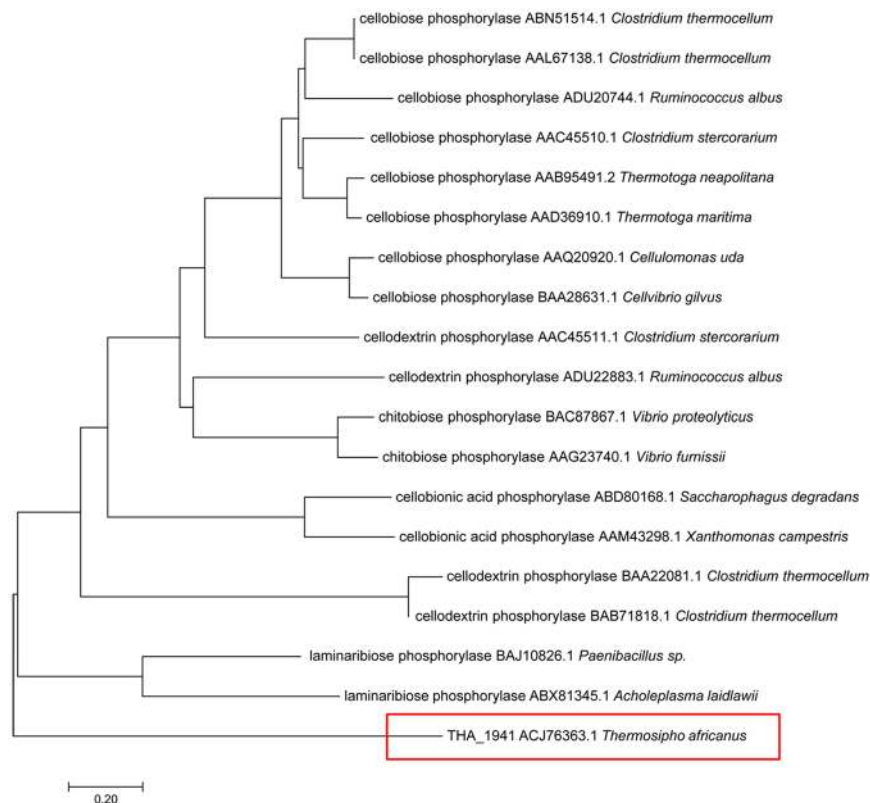 cellobiose phosphorylase ABN51514.1 Clostridium thermocellum
cellobiose phosphorylase AAL67138.1 Clostridium thermocellum
cellobiose phosphorylase ADU20744.1 Ruminococcus albus
cellobiose phosphorylase AAC45510.1 Clostridium stercorarium
cellobiose phosphorylase AAB95491.2 Thermotoga neapolitana
cellobiose phosphorylase AAD36910.1 Thermotoga maritima
cellobiose phosphorylase AAQ20920.1 Cellulomonas uda
cellobiose phosphorylase BAA28631.1 Cellvibrio gilvus
cellodextrin phosphorylase AAC45511.1 Clostridium stercorarium
cellodextrin phosphorylase ADU22883.1 Ruminococcus albus
chitobiose phosphorylase BAC87867.1 Vibrio proteolyticus
chitobiose phosphorylase AAG23740.1 Vibrio furnissii
cellobionic acid phosphorylase ABD80168.1 Saccharophagus degradans
cellobionic acid phosphorylase AAM43298.1 Xanthomonas campestris
cellodextrin phosphorylase BAA22081.1 Clostridium thermocellum
cellodextrin phosphorylase BAB71818.1 Clostridium thermocellum
laminaribiose phosphorylase BAJ10826.1 Paenibacillus sp.
laminaribiose phosphorylase ABX81345.1 Acholeplasma laidlawii
THA_1941 ACJ76363.1 Thermosipho africanus
0.20